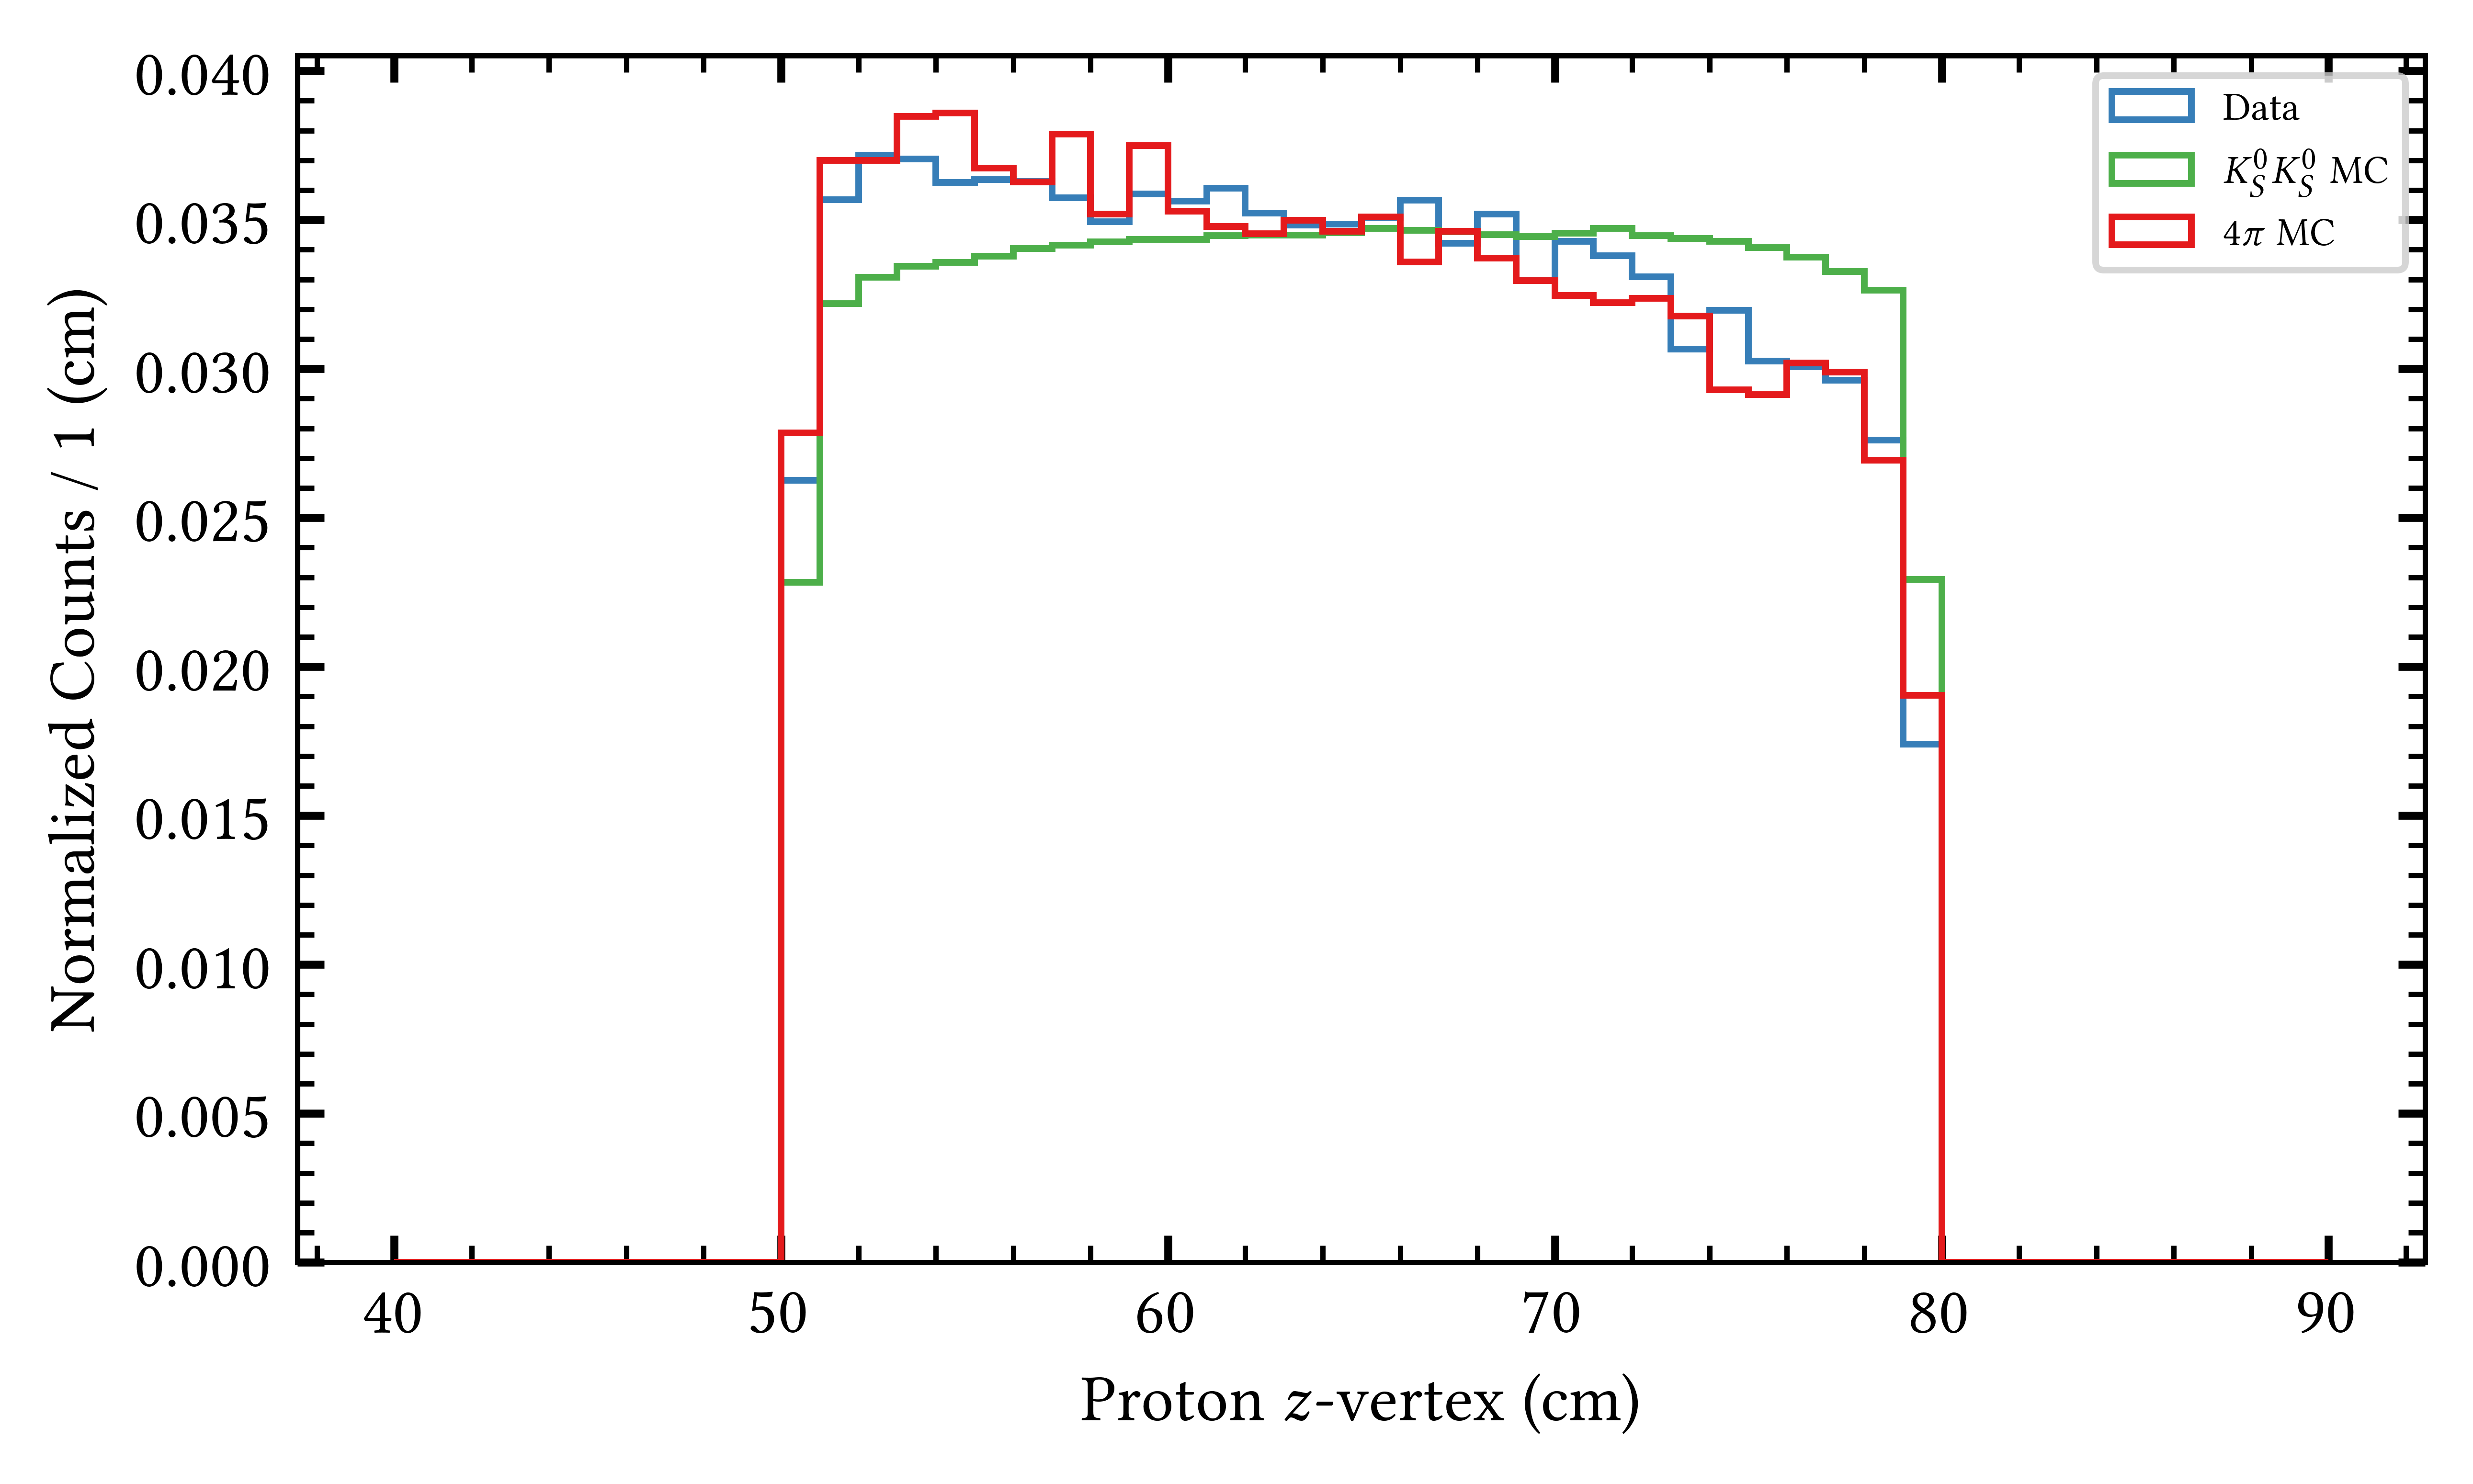 Normalized Counts / 1 (cm)
0.040
0.035
0.030
0.025
0.020
0.015
0.010
0.005
0.000
40 50 60 70 80 90
Proton z-vertex (cm)
Data
K_S^0 K_S^0 MC
4π MC